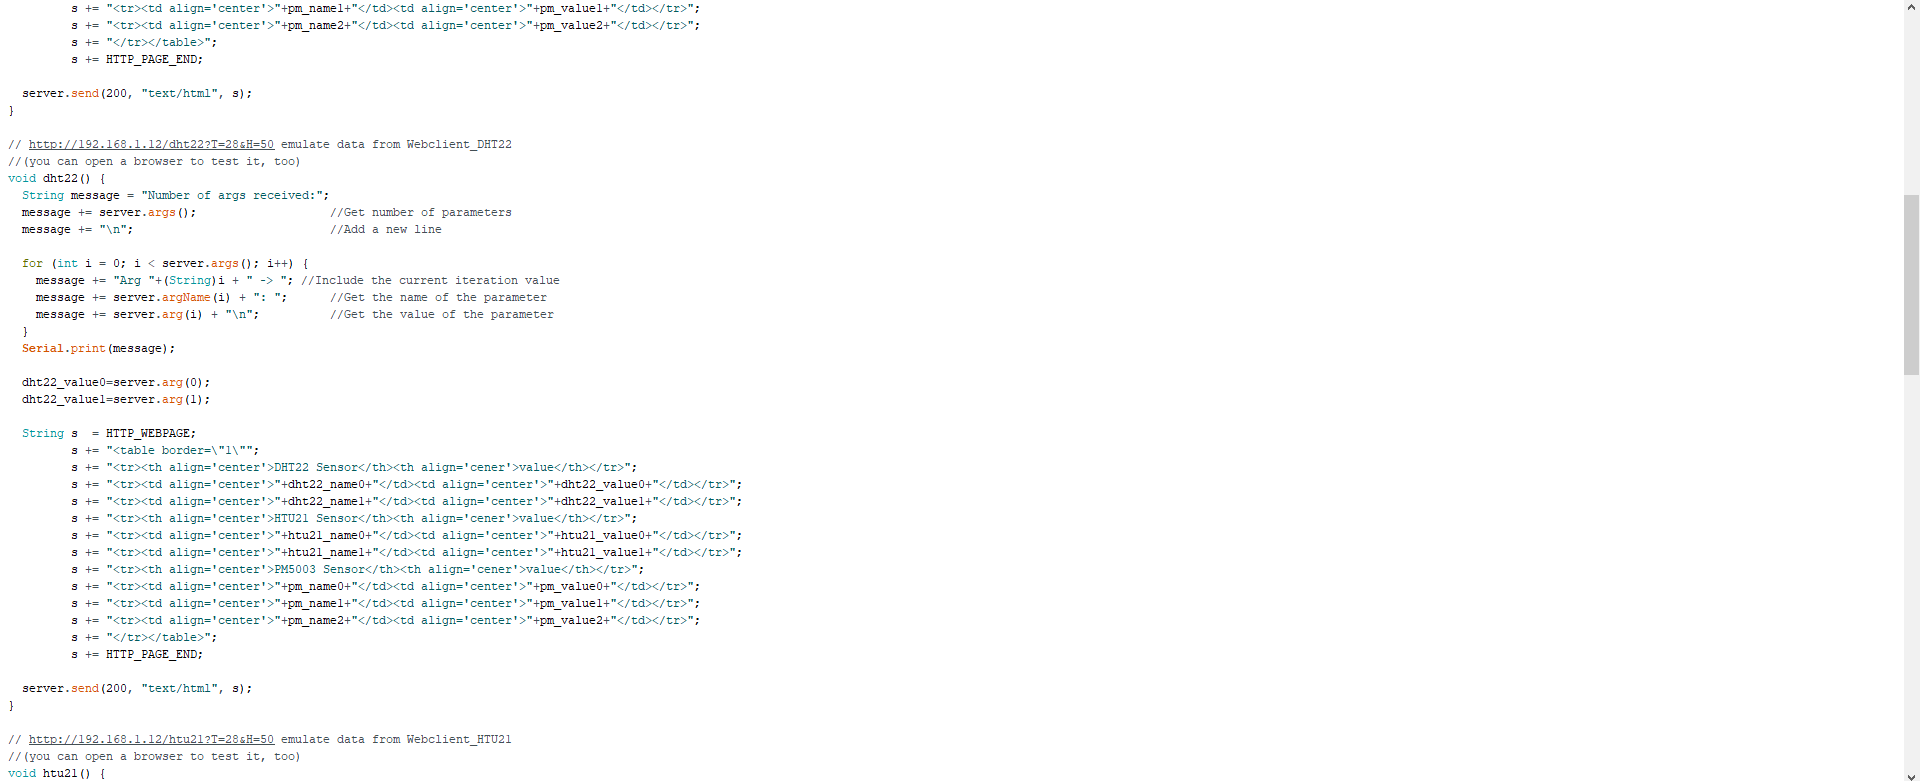 s += "<tr><td align='center'>"+pm_name1+"</td><td align='center'>"+pm_value1+"</td></tr>";
s += "<tr><td align='center'>"+pm_name2+"</td><td align='center'>"+pm_value2+"</td></tr>";
s += "</tr></table>";
s += HTTP_PAGE_END;
server.send(200, "text/html", s);
}
// http://192.168.1.12/dht22?T=28&H=50 emulate data from Webclient_DHT22
//(you can open a browser to test it, too)
void dht22() {
String message = "Number of args received:";
message += server.args(); //Get number of parameters
message += "\n"; //Add a new line
for (int i = 0; i < server.args(); i++) {
message += "Arg "+(String)i + " -> "; //Include the current iteration value
message += server.argName(i) + ": "; //Get the name of the parameter
message += server.arg(i) + "\n"; //Get the value of the parameter
}
Serial.print(message);
dht22_value0=server.arg(0);
dht22_value1=server.arg(1);
String s = HTTP_WEBPAGE;
s += "<table border=\"1\"";
s += "<tr><th align='center'>DHT22 Sensor</th><th align='cener'>value</th></tr>";
s += "<tr><td align='center'>"+dht22_name0+"</td><td align='center'>"+dht22_value0+"</td></tr>";
s += "<tr><td align='center'>"+dht22_name1+"</td><td align='center'>"+dht22_value1+"</td></tr>";
s += "<tr><th align='center'>HTU21 Sensor</th><th align='cener'>value</th></tr>";
s += "<tr><td align='center'>"+htu21_name0+"</td><td align='center'>"+htu21_value0+"</td></tr>";
s += "<tr><td align='center'>"+htu21_name1+"</td><td align='center'>"+htu21_value1+"</td></tr>";
s += "<tr><th align='center'>PM5003 Sensor</th><th align='cener'>value</th></tr>";
s += "<tr><td align='center'>"+pm_name0+"</td><td align='center'>"+pm_value0+"</td></tr>";
s += "<tr><td align='center'>"+pm_name1+"</td><td align='center'>"+pm_value1+"</td></tr>";
s += "<tr><td align='center'>"+pm_name2+"</td><td align='center'>"+pm_value2+"</td></tr>";
s += "</tr></table>";
s += HTTP_PAGE_END;
server.send(200, "text/html", s);
}
// http://192.168.1.12/htu21?T=28&H=50 emulate data from Webclient_HTU21
//(you can open a browser to test it, too)
void htu21() {